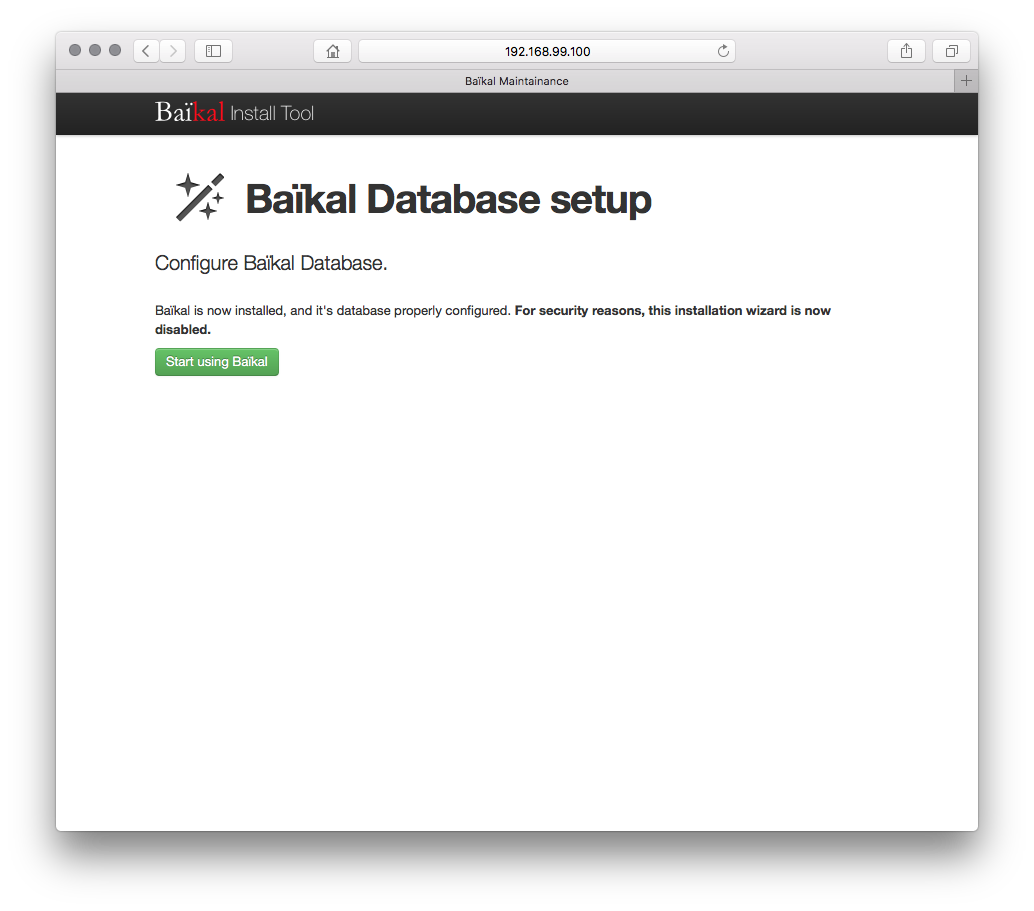 192.168.99.100
Baïkal Maintainance
Baïkal Install Tool
Baïkal Database setup
Configure Baïkal Database.
Baïkal is now installed, and it's database properly configured. For security reasons, this installation wizard is now
disabled.
Start using Baïkal